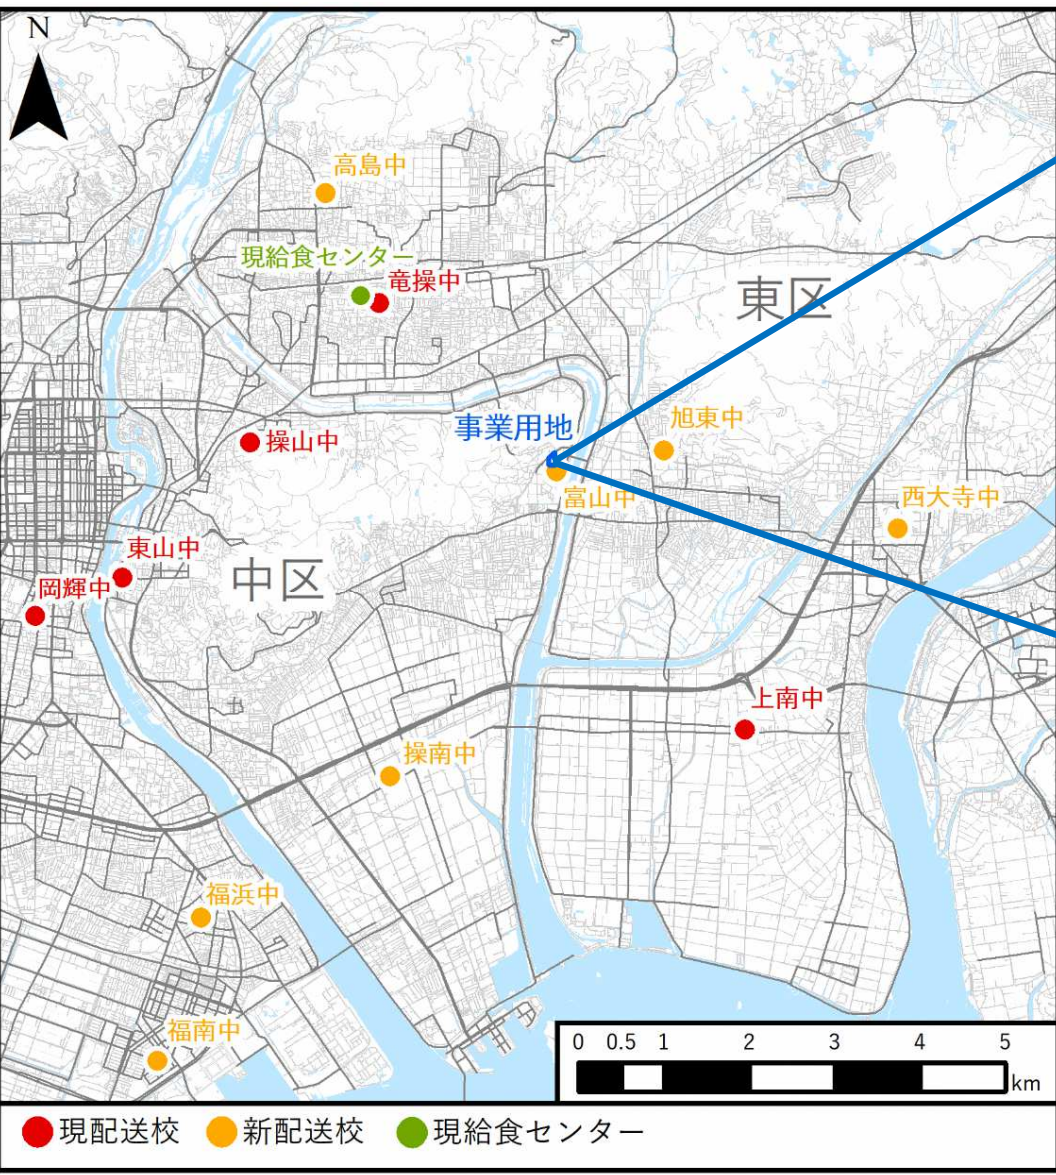 N
高島中
現給食センター
竜操中
東区
事業用地
旭東中
操山中
富山中
西大寺中
東山中
中区
岡輝中
上南中
操南中
福浜中
福南中
0 0.5 1 2 3 4 5
km
現配送校 新配送校 現給食センター